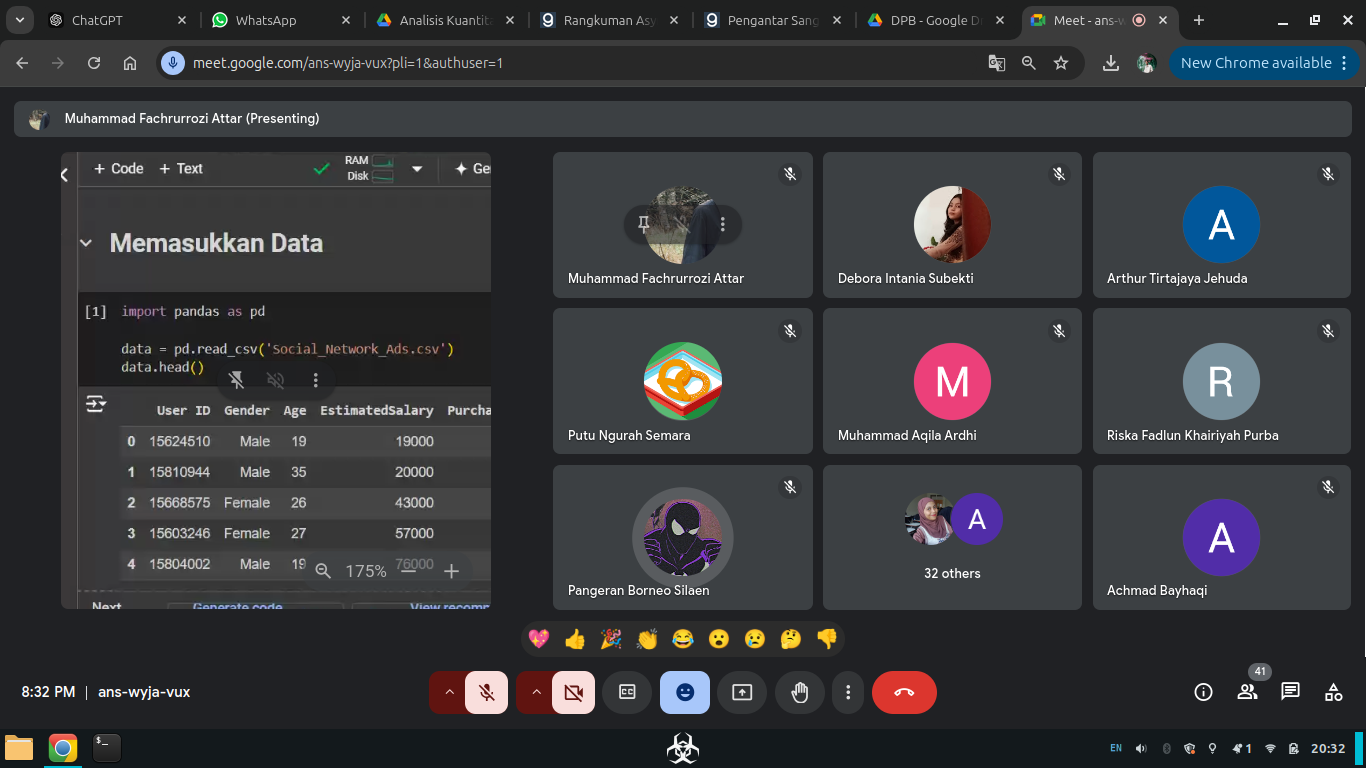 ChatGPT
WhatsApp
Analisis Kuantita
Rangkuman Asy
Pengantar Sang
DPB - Google Dr
Meet - ans-w
meet.google.com/ans-wyja-vux?pli=1&authuser=1
New Chrome available
Muhammad Fachrurrozi Attar (Presenting)
+ Code + Text
RAM
Disk
Ge
Memasukkan Data
[1] import pandas as pd
data = pd.read_csv('Social_Network_Ads.csv')
data.head()
User ID Gender Age EstimatedSalary Purcha
0 15624510 Male 19 19000
1 15810944 Male 35 20000
2 15668575 Female 26 43000
3 15603246 Female 27 57000
4 15804002 Male 19 76000
175%
Next Generate code View recomm
Muhammad Fachrurrozi Attar
Debora Intania Subekti
A
Arthur Tirtajaya Jehuda
Putu Ngurah Semara
M
Muhammad Aqila Ardhi
R
Riska Fadlun Khairiyah Purba
Pangeran Borneo Silaen
A
32 others
A
Achmad Bayhaqi
8:32 PM | ans-wyja-vux
41
EN
1
20:32